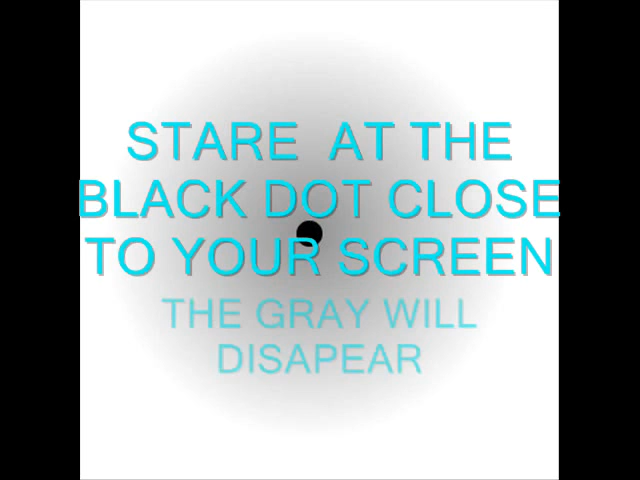 STARE AT THE
BLACK DOT CLOSE
TO YOUR SCREEN
THE GRAY WILL
DISAPEAR